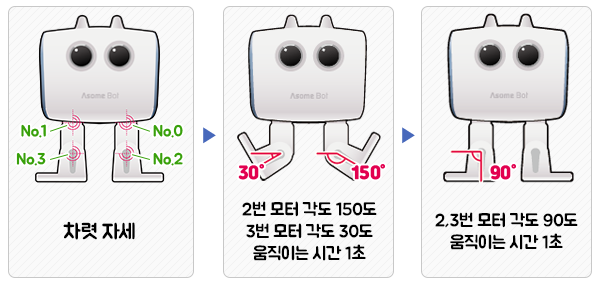 Asome Bot
No.1
No.0
No.3
No.2
차렷 자세
Asome Bot
30°
150°
2번 모터 각도 150도
3번 모터 각도 30도
움직이는 시간 1초
Asome Bot
90°
2,3번 모터 각도 90도
움직이는 시간 1초